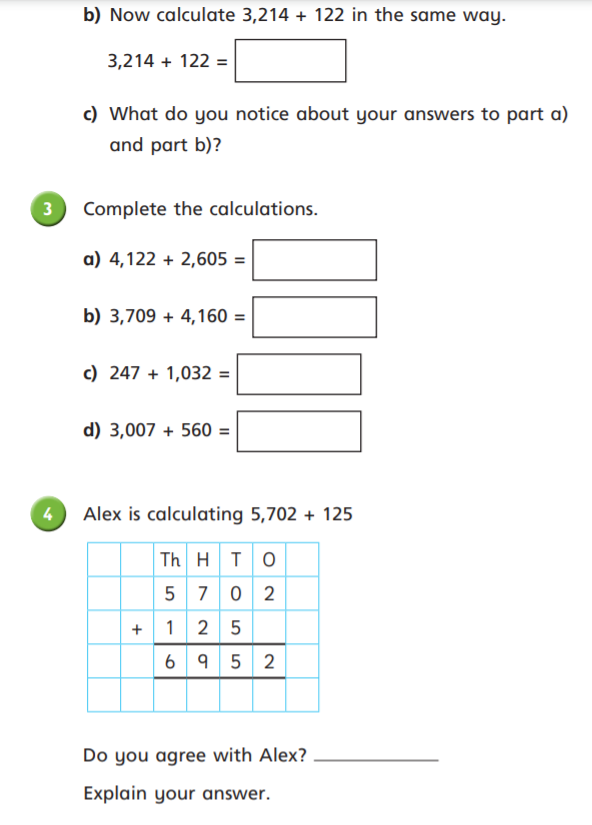 b) Now calculate 3,214 + 122 in the same way.
3,214 + 122 =
c) What do you notice about your answers to part a)
and part b)?
3 Complete the calculations.
a) 4,122 + 2,605 =
b) 3,709 + 4,160 =
c) 247 + 1,032 =
d) 3,007 + 560 =
4 Alex is calculating 5,702 + 125
Th H T O
5 7 0 2
+ 1 2 5
6 9 5 2
Do you agree with Alex?
Explain your answer.